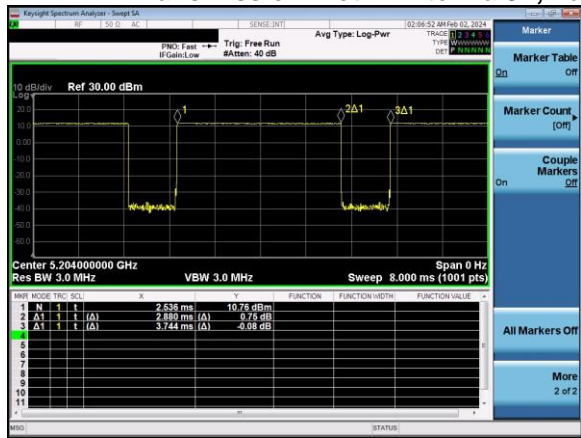 Keysight Spectrum Analyzer - Swept SA
RF 50 Ω AC SENSE:INT 02:06:52 AM Feb 02, 2024
Avg Type: Log-Pwr TRACE 1 2 3 4 5 6
PNO: Fast Trig: Free Run TYPE WWWWWW
IFGain:Low #Atten: 40 dB DET P NNNNN
10 dB/div Ref 30.00 dBm
Log
20.0
10.0
0.00
-10.0
-20.0
-30.0
-40.0
-50.0
-60.0
1
2Δ1
3Δ1
Center 5.204000000 GHz Span 0 Hz
Res BW 3.0 MHz VBW 3.0 MHz Sweep 8.000 ms (1001 pts)
MKR MODE TRC SCL X Y FUNCTION FUNCTION WIDTH FUNCTION VALUE
1 N 1 t 2.536 ms 10.76 dBm
2 Δ1 1 t (Δ) 2.880 ms (Δ) 0.75 dB
3 Δ1 1 t (Δ) 3.744 ms (Δ) -0.08 dB
4
5
6
7
8
9
10
11
MSG STATUS
Marker
Marker Table
On Off
Marker Count
[Off]
Couple
Markers
On Off
All Markers Off
More
2 of 2